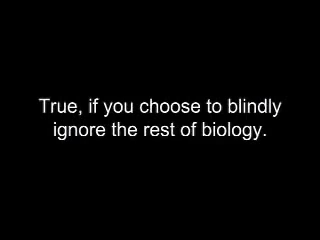 True, if you choose to blindly
ignore the rest of biology.